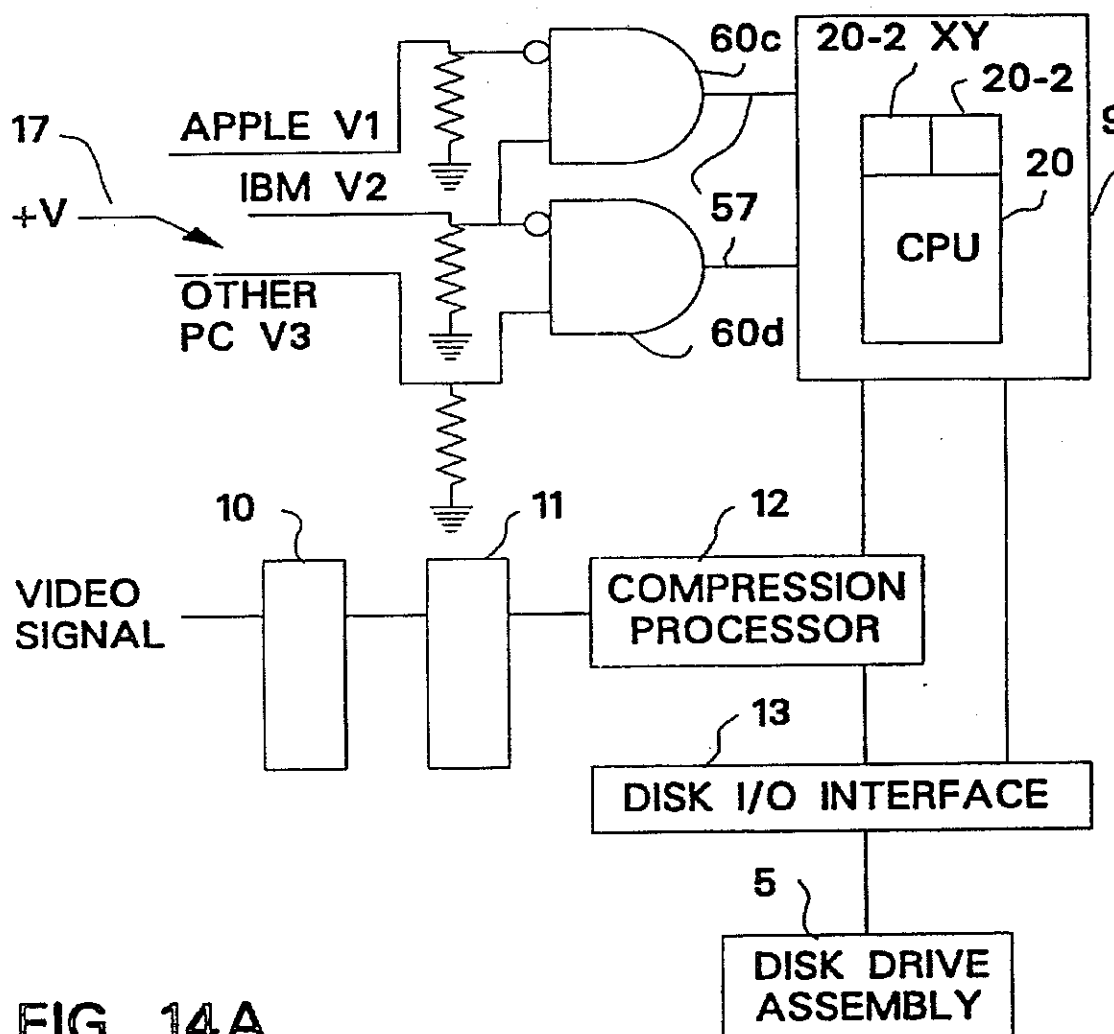 60c
20-2 XY
20-2
17
APPLE V1
9
IBM V2
20
+V
57
CPU
OTHER
PC V3
60d
10
11
12
VIDEO
SIGNAL
COMPRESSION
PROCESSOR
13
DISK I/O INTERFACE
5
DISK DRIVE
ASSEMBLY
FIG. 14A